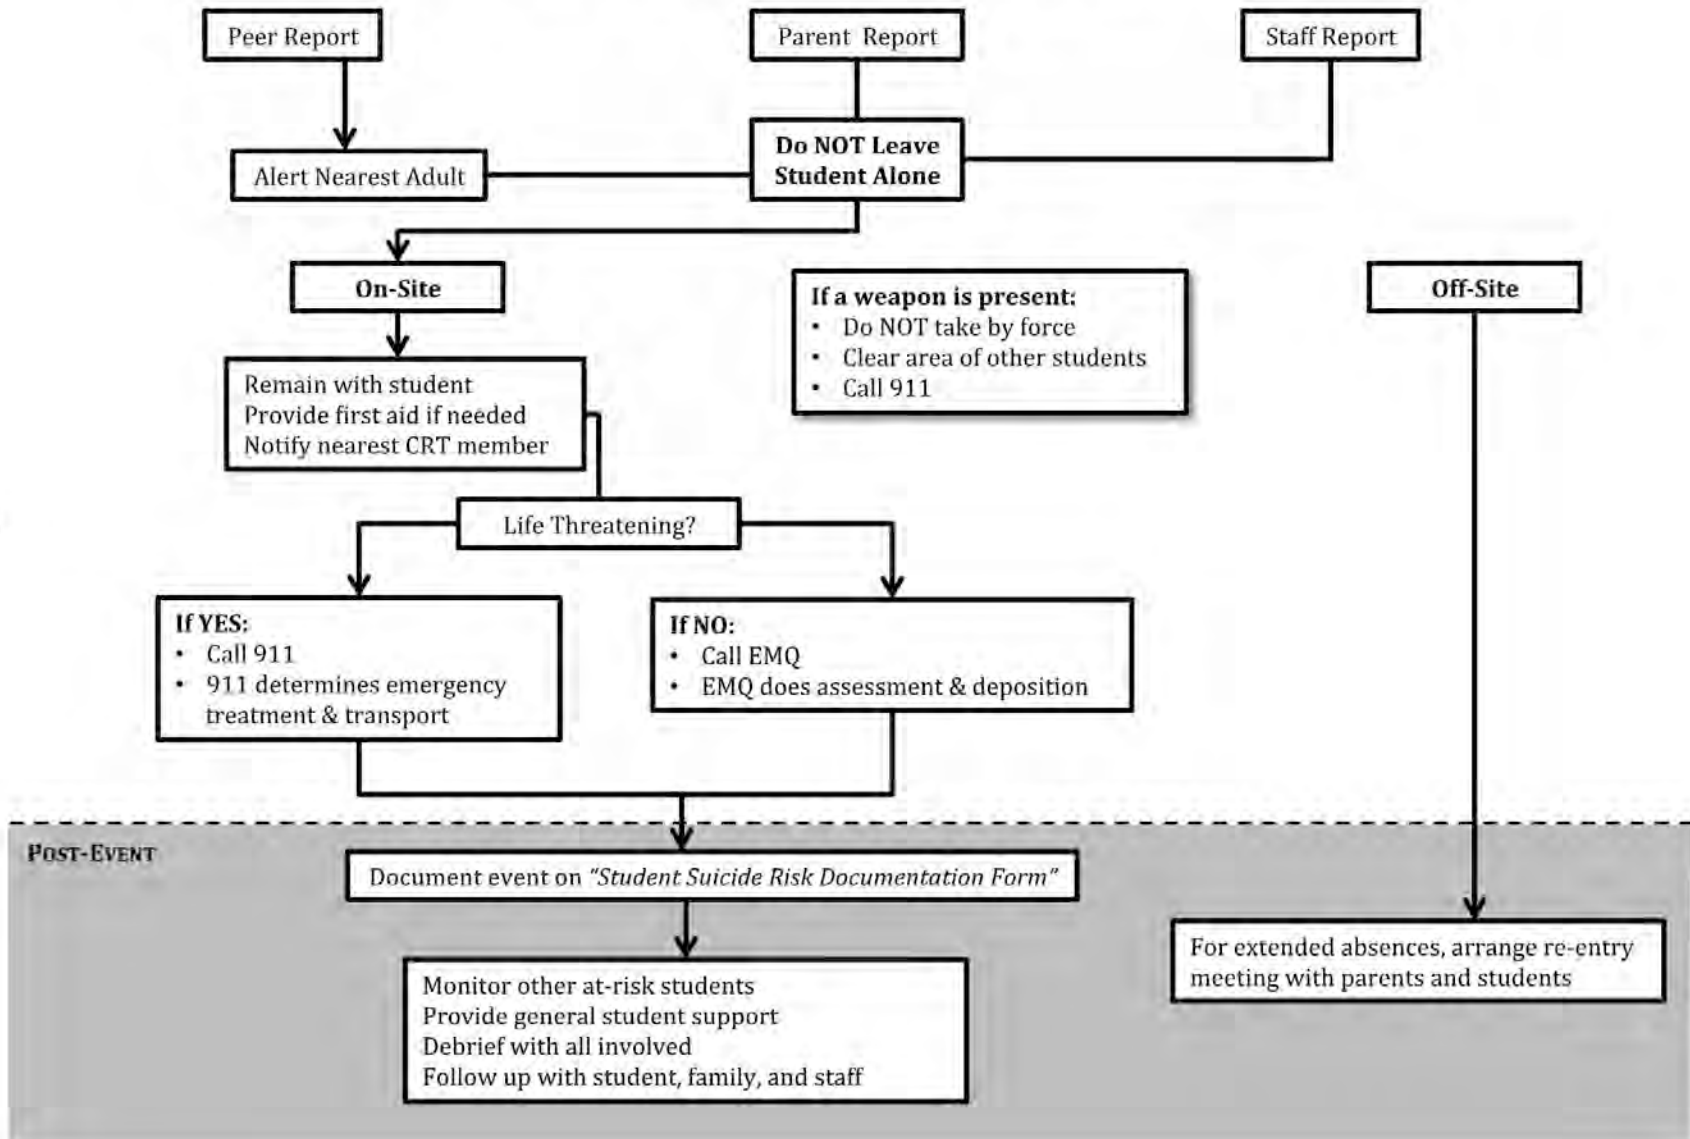 Peer Report
Parent Report
Staff Report
Do NOT Leave
Student Alone
Alert Nearest Adult
On-Site
If a weapon is present:
• Do NOT take by force
• Clear area of other students
• Call 911
Off-Site
Remain with student
Provide first aid if needed
Notify nearest CRT member
Life Threatening?
If YES:
• Call 911
• 911 determines emergency
treatment & transport
If NO:
• Call EMQ
• EMQ does assessment & deposition
POST-EVENT
Document event on "Student Suicide Risk Documentation Form"
For extended absences, arrange re-entry
meeting with parents and students
Monitor other at-risk students
Provide general student support
Debrief with all involved
Follow up with student, family, and staff